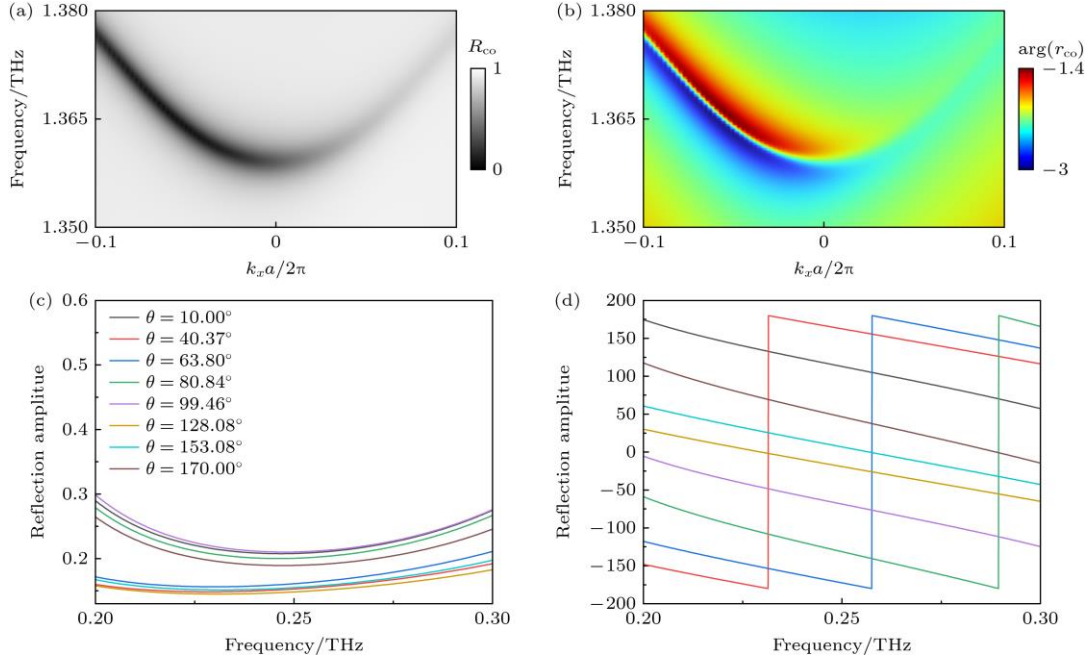 (a)
1.380
1.365
1.350
Frequency/THz
−0.1
0
0.1
kₓa/2π
R_co
1
0
(b)
1.380
1.365
1.350
Frequency/THz
−0.1
0
0.1
kₓa/2π
arg(r_co)
−1.4
−3
(c)
0.6
0.5
0.4
0.3
0.2
Reflection amplitue
θ = 10.00°
θ = 40.37°
θ = 63.80°
θ = 80.84°
θ = 99.46°
θ = 128.08°
θ = 153.08°
θ = 170.00°
0.20
0.25
0.30
Frequency/THz
(d)
200
150
100
50
0
−50
−100
−150
−200
Reflection amplitue
0.20
0.25
0.30
Frequency/THz